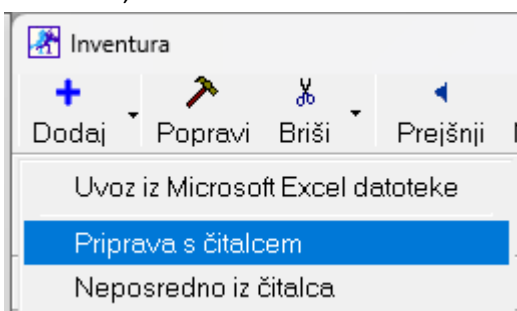 Inventura
Dodaj Popravi Briši Prejšnji
Uvoz iz Microsoft Excel datoteke
Priprava s čitalcem
Neposredno iz čitalca